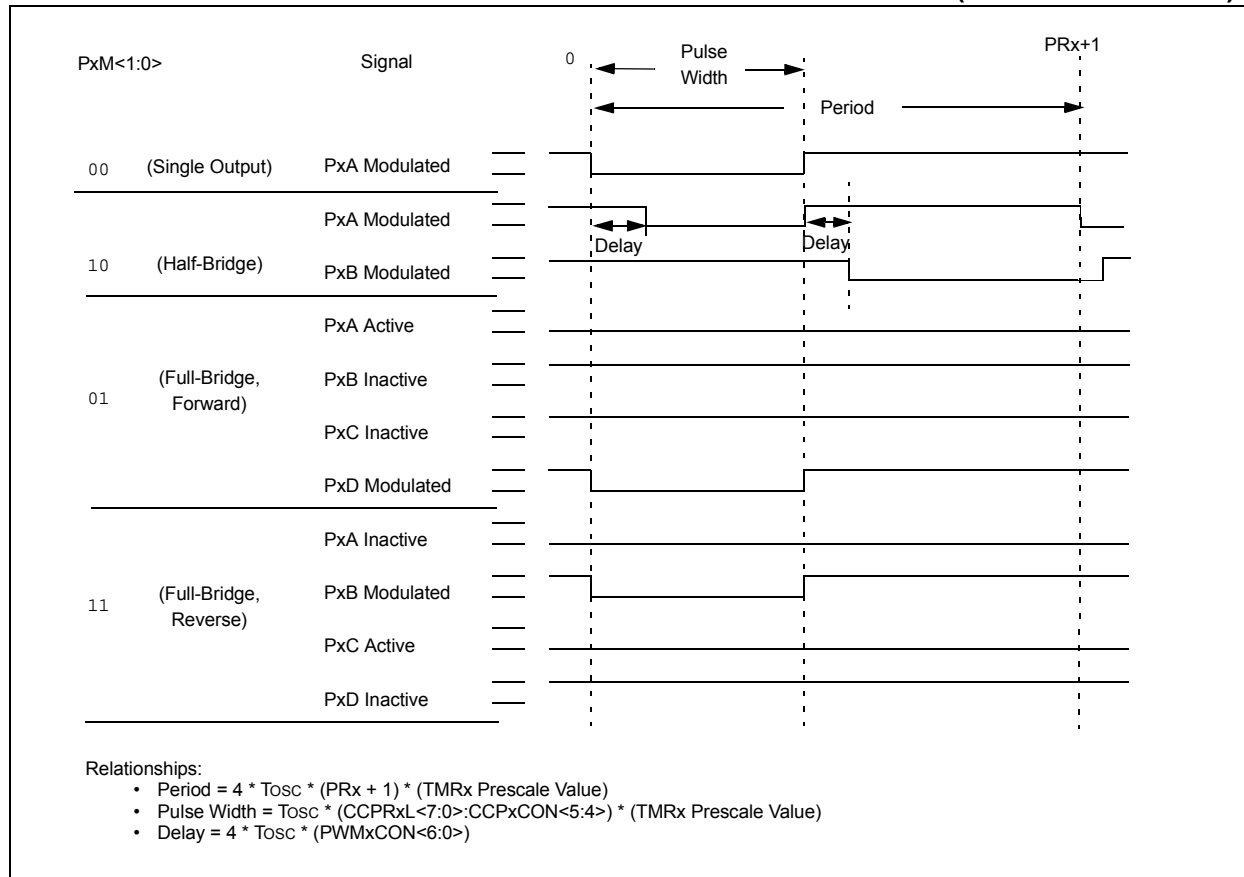 PxM<1:0>
Signal
0
Pulse
Width
PRx+1
Period
00
(Single Output)
PxA Modulated
PxA Modulated
Delay
Delay
10
(Half-Bridge)
PxB Modulated
PxA Active
01
(Full-Bridge,
Forward)
PxB Inactive
PxC Inactive
PxD Modulated
PxA Inactive
11
(Full-Bridge,
Reverse)
PxB Modulated
PxC Active
PxD Inactive
Relationships:
• Period = 4 * TOSC * (PRx + 1) * (TMRx Prescale Value)
• Pulse Width = TOSC * (CCPRxL<7:0>:CCPxCON<5:4>) * (TMRx Prescale Value)
• Delay = 4 * TOSC * (PWMxCON<6:0>)